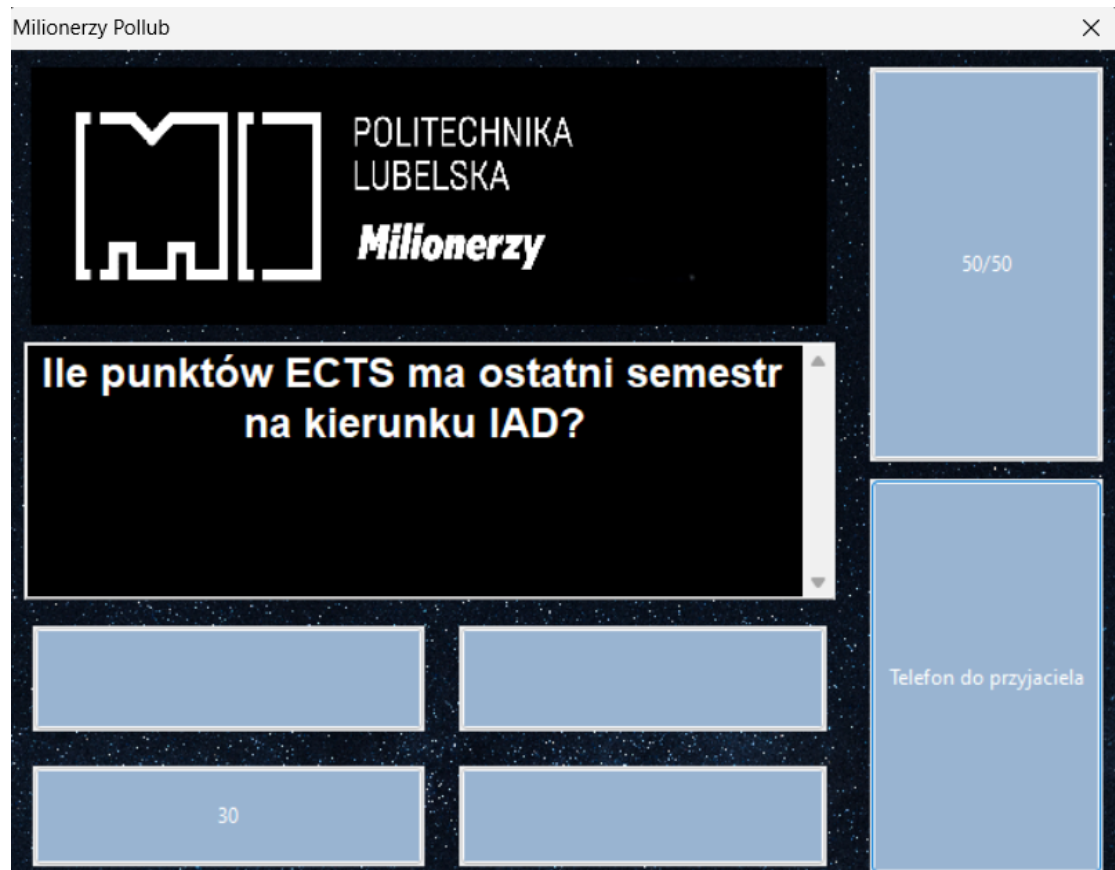 Milionerzy Pollub
POLITECHNIKA
LUBELSKA
Milionerzy
50/50
Ile punktów ECTS ma ostatni semestr
na kierunku IAD?
Telefon do przyjaciela
30